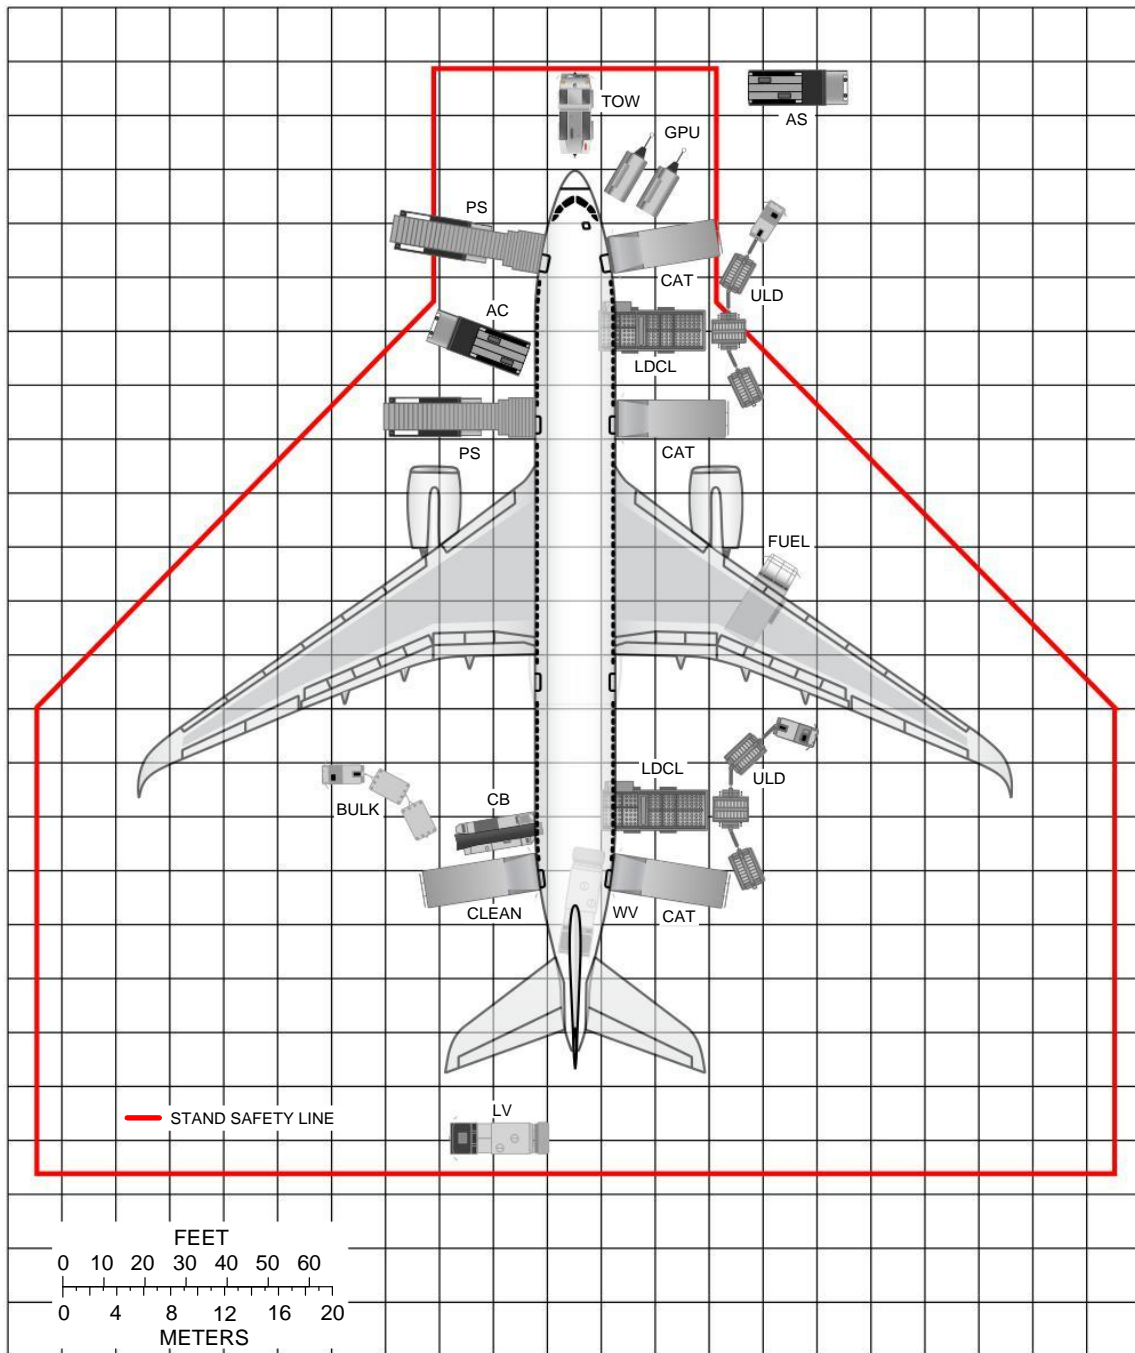 TOW
AS
GPU
PS
CAT
ULD
AC
LDCL
PS
CAT
FUEL
LDCL
ULD
BULK
CB
CLEAN
WV
CAT
LV
STAND SAFETY LINE
FEET
0 10 20 30 40 50 60
0 4 8 12 16 20
METERS